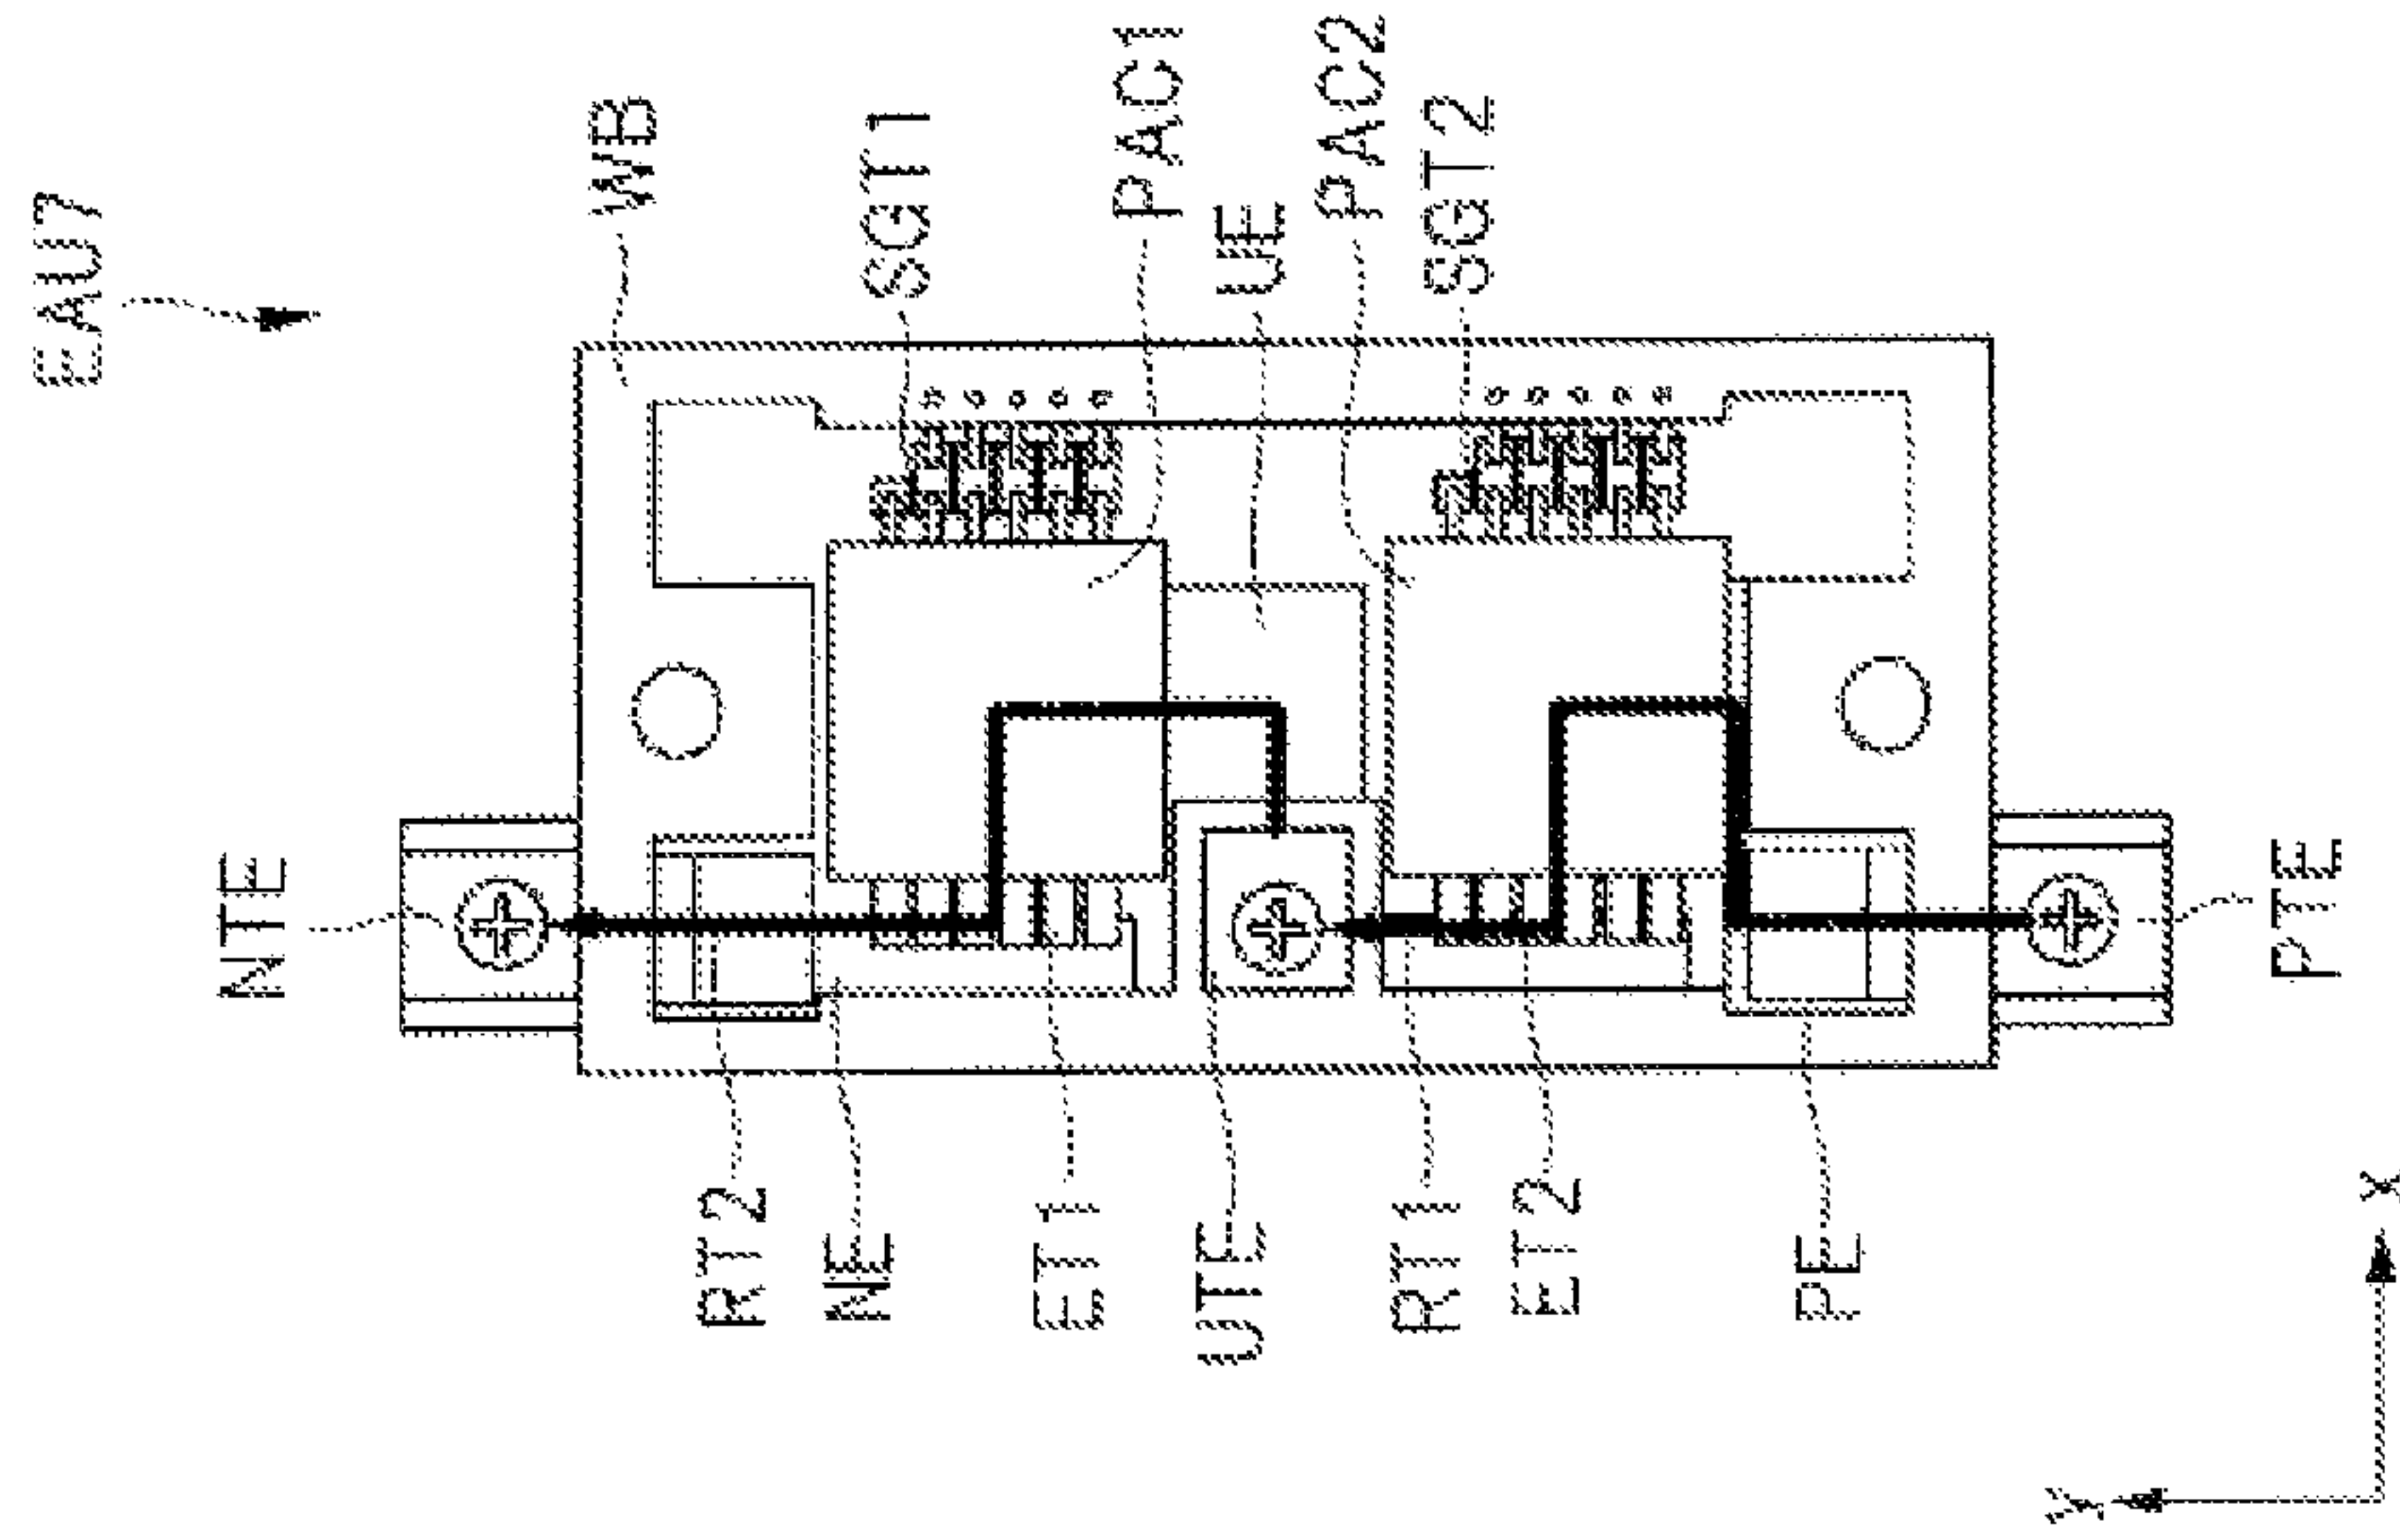 EAU7
WB
SGT1
PAC1
UE
PAC2
SGT2
NTE
PTE
RT2
NE
ET1
UTE
RT1
ET2
PE
X
Y